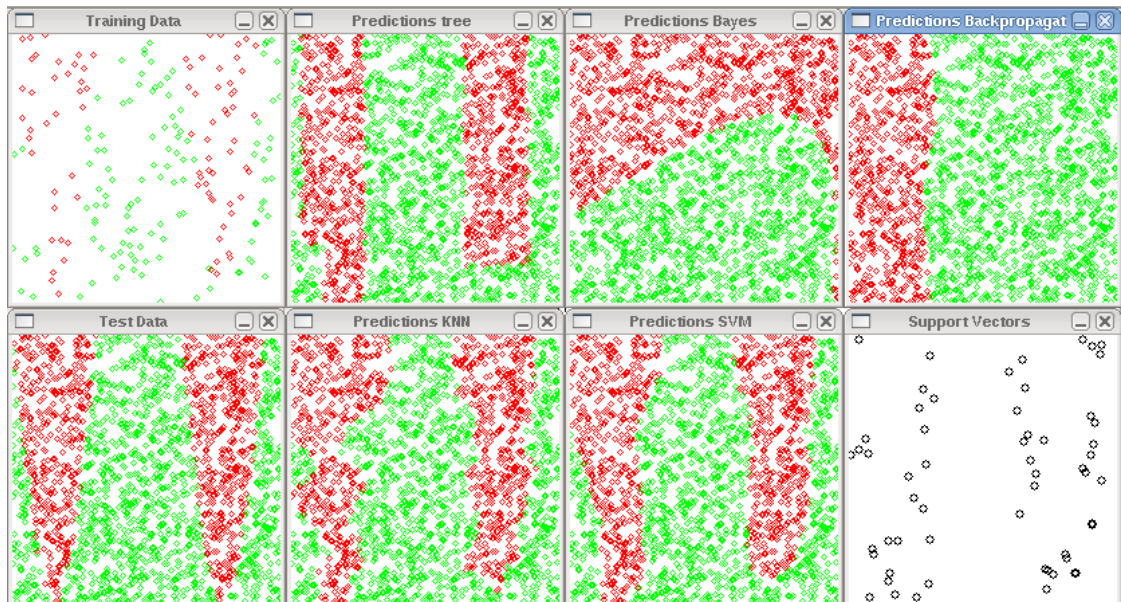 Training Data
Predictions tree
Predictions Bayes
Predictions Backpropagat
Test Data
Predictions KNN
Predictions SVM
Support Vectors